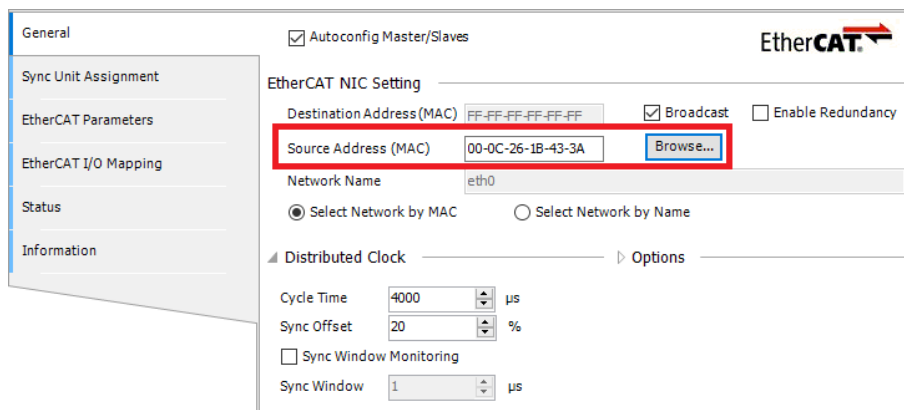 General
Autoconfig Master/Slaves
EtherCAT.
Sync Unit Assignment
EtherCAT NIC Setting
EtherCAT Parameters
Destination Address (MAC) FF-FF-FF-FF-FF-FF Broadcast Enable Redundancy
Source Address (MAC) 00-0C-26-1B-43-3A Browse...
EtherCAT I/O Mapping
Network Name eth0
Status
Select Network by MAC Select Network by Name
Information
Distributed Clock Options
Cycle Time 4000 µs
Sync Offset 20 %
Sync Window Monitoring
Sync Window 1 µs